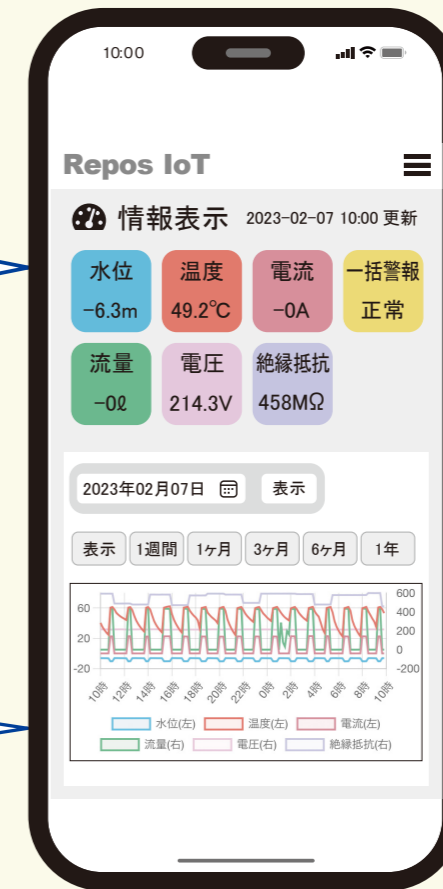 10:00
Repos IoT
情報表示 2023-02-07 10:00 更新
水位 温度 電流 一括警報
-6.3m 49.2℃ -0A 正常
流量 電圧 絶縁抵抗
-0ℓ 214.3V 458MΩ
2023年02月07日 表示
表示 1週間 1ヶ月 3ヶ月 6ヶ月 1年
600
60 400
200
20 0
-20 -200
10時 12時 14時 16時 18時 20時 22時 0時 2時 4時 6時 8時 10時
水位(左) 温度(左) 電流(左)
流量(右) 電圧(右) 絶縁抵抗(右)